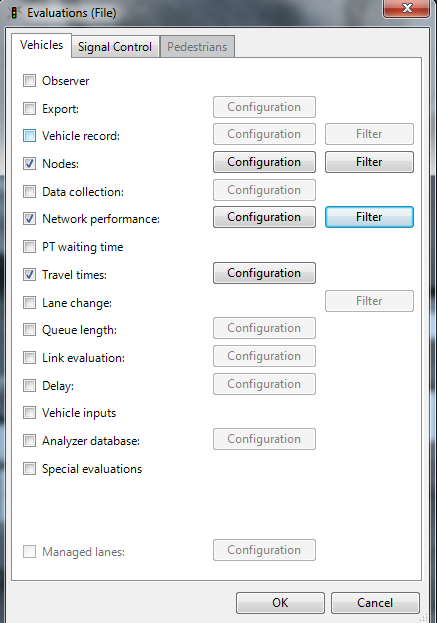 Evaluations (File)
Vehicles Signal Control Pedestrians
Observer
Export: Configuration
Vehicle record: Configuration Filter
Nodes: Configuration Filter
Data collection: Configuration
Network performance: Configuration Filter
PT waiting time
Travel times: Configuration
Lane change: Filter
Queue length: Configuration
Link evaluation: Configuration
Delay: Configuration
Vehicle inputs
Analyzer database: Configuration
Special evaluations
Managed lanes: Configuration
OK Cancel